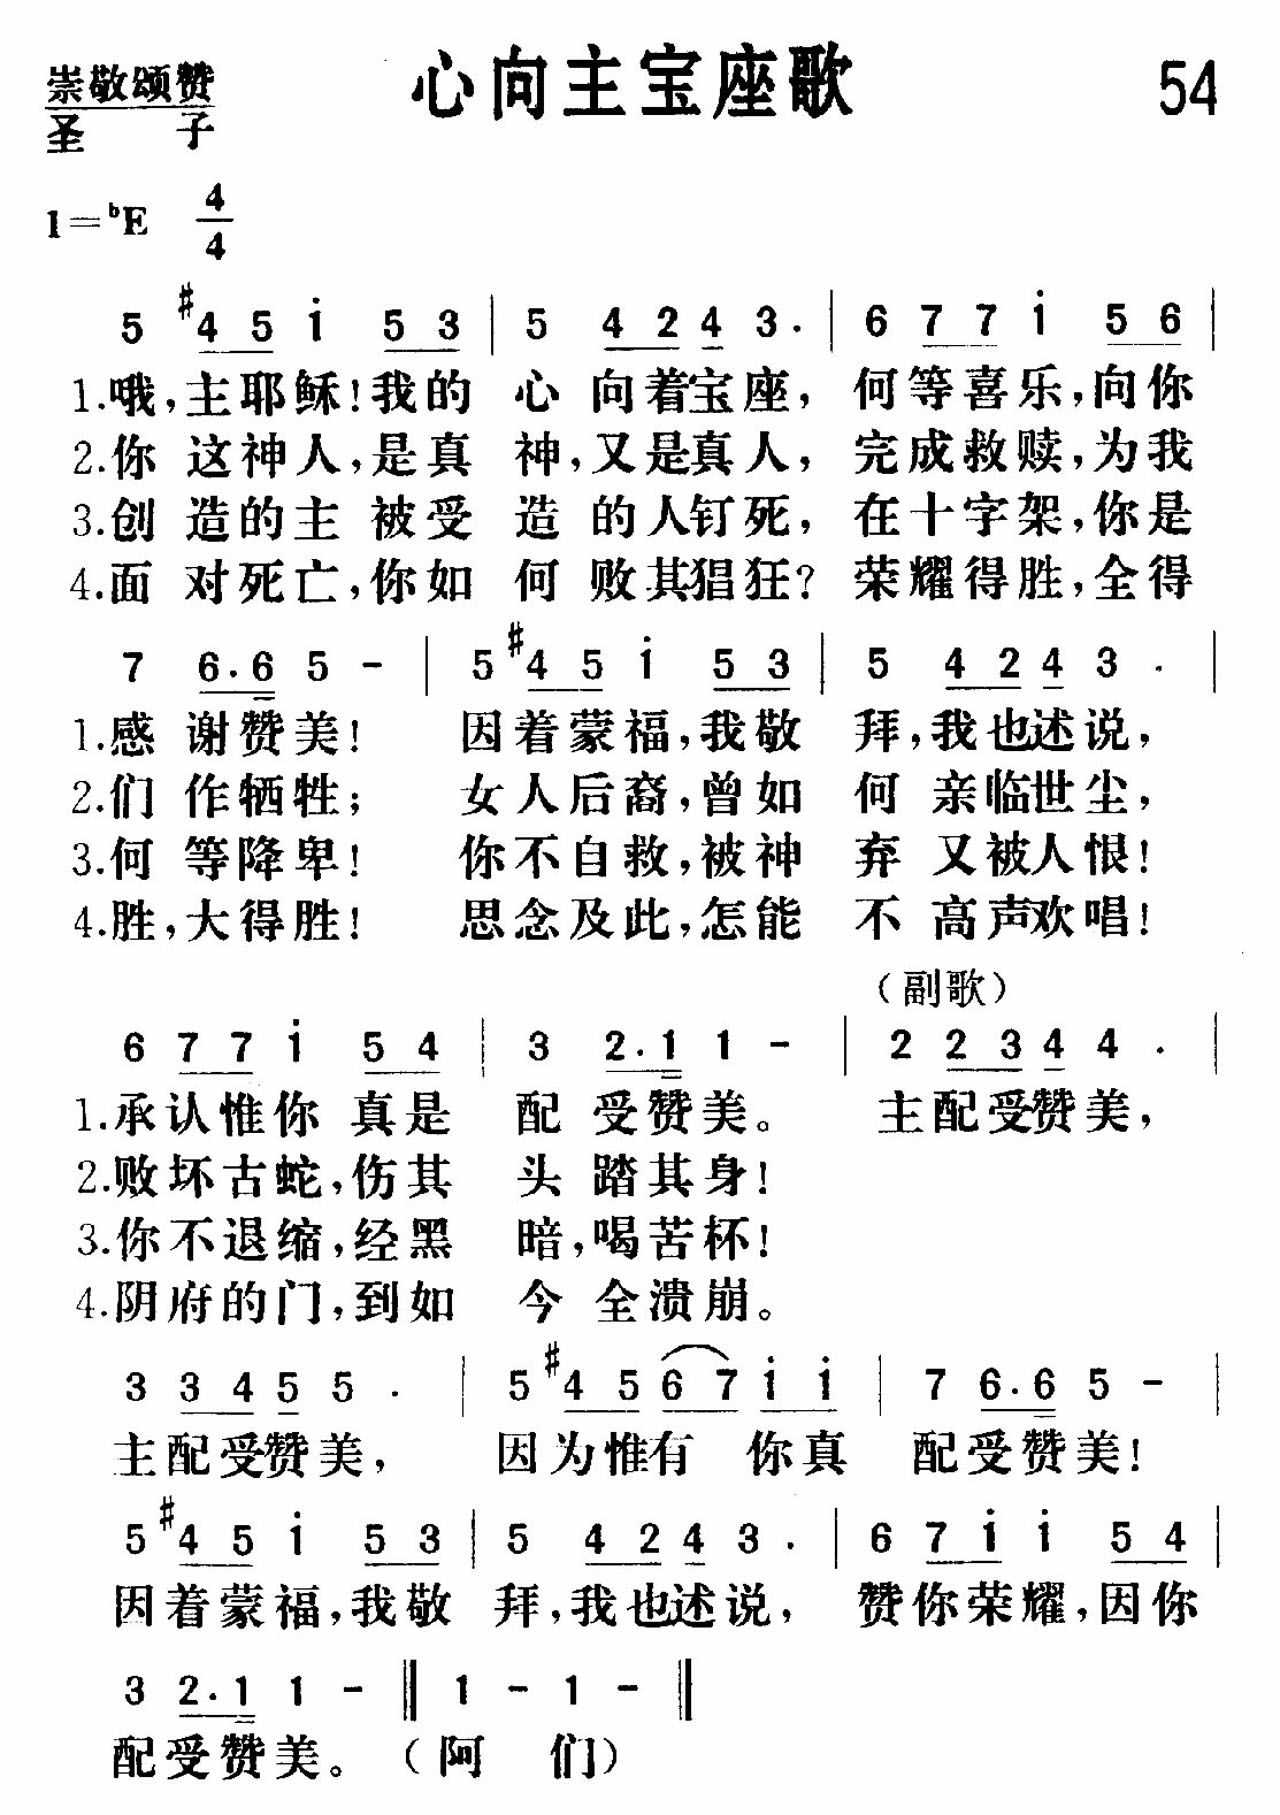 崇敬颂赞
圣 子
心向主宝座歌
54
1=ᵇE 4/4
5 #4 5 i 5 3 | 5 4 2 4 3 . | 6 7 7 i 5 6 |
1.哦,主耶稣!我的 心 向着宝座, 何等喜乐,向你
2.你 这神人,是真 神,又是真人, 完成救赎,为我
3.创 造的主 被受 造 的人钉死, 在十字架,你是
4.面 对死亡,你如 何 败其猖狂? 荣耀得胜,全得
7 6.6 5 - | 5 #4 5 i 5 3 | 5 4 2 4 3 . |
1.感 谢赞美! 因着蒙福,我敬 拜,我也述说,
2.们 作牺牲; 女人后裔,曾如 何 亲临世尘,
3.何 等降卑! 你不自救,被神 弃 又被人恨!
4.胜,大得胜! 思念及此,怎能 不 高声欢唱!
(副歌)
6 7 7 i 5 4 | 3 2.1 1 - | 2 2 3 4 4 . |
1.承认惟你 真是 配 受赞美。 主配受赞美,
2.败坏古蛇,伤其 头 踏其身!
3.你不退缩,经黑 暗,喝苦杯!
4.阴府的门,到如 今 全溃崩。
3 3 4 5 5 . | 5 #4 5 6 7 i i | 7 6.6 5 - |
主配受赞美, 因为惟有 你真 配受赞美!
5 #4 5 i 5 3 | 5 4 2 4 3 . | 6 7 i i 5 4 |
因着蒙福,我敬 拜,我也述说, 赞你荣耀,因你
3 2.1 1 - ‖ 1 - 1 - ‖
配受赞美。(阿 们)